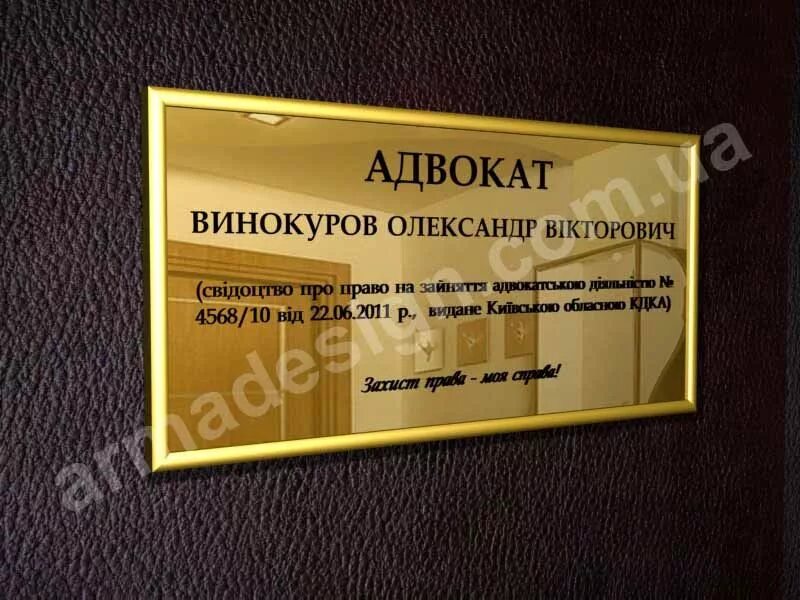 АДВОКАТ
ВИНОКУРОВ ОЛЕКСАНДР ВІКТОРОВИЧ
(свідоцтво про право на зайняття адвокатською діяльністю №
4568/10 від 22.06.2011 р., видане Київською обласною КДКА)
Захист права - моя справа!
armadesign.com.ua